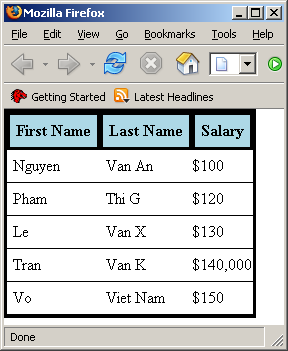 Mozilla Firefox
File Edit View Go Bookmarks Tools Help
Getting Started Latest Headlines
First Name Last Name Salary
Nguyen Van An $100
Pham Thi G $120
Le Van X $130
Tran Van K $140,000
Vo Viet Nam $150
Done